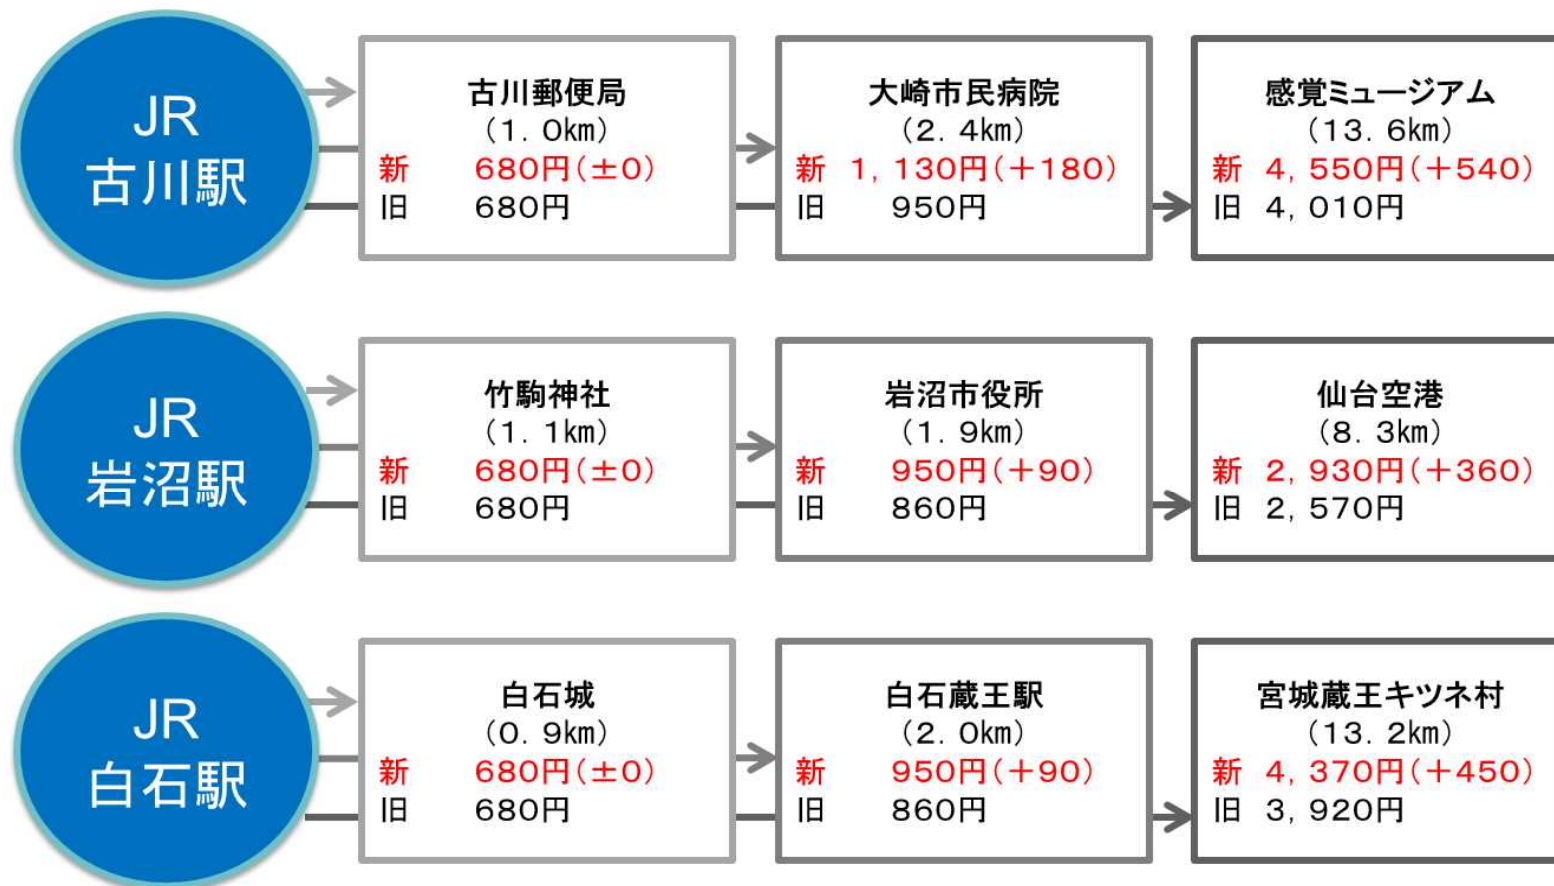 JR
古川駅
古川郵便局
(1．0㎞)
新 680円(±0)
旧 680円
大崎市民病院
(2．4㎞)
新 1，130円(＋180)
旧 950円
感覚ミュージアム
(13．6㎞)
新 4，550円(＋540)
旧 4，010円
JR
岩沼駅
竹駒神社
(1．1㎞)
新 680円(±0)
旧 680円
岩沼市役所
(1．9㎞)
新 950円(＋90)
旧 860円
仙台空港
(8．3㎞)
新 2，930円(＋360)
旧 2，570円
JR
白石駅
白石城
(0．9㎞)
新 680円(±0)
旧 680円
白石蔵王駅
(2．0㎞)
新 950円(＋90)
旧 860円
宮城蔵王キツネ村
(13．2㎞)
新 4，370円(＋450)
旧 3，920円